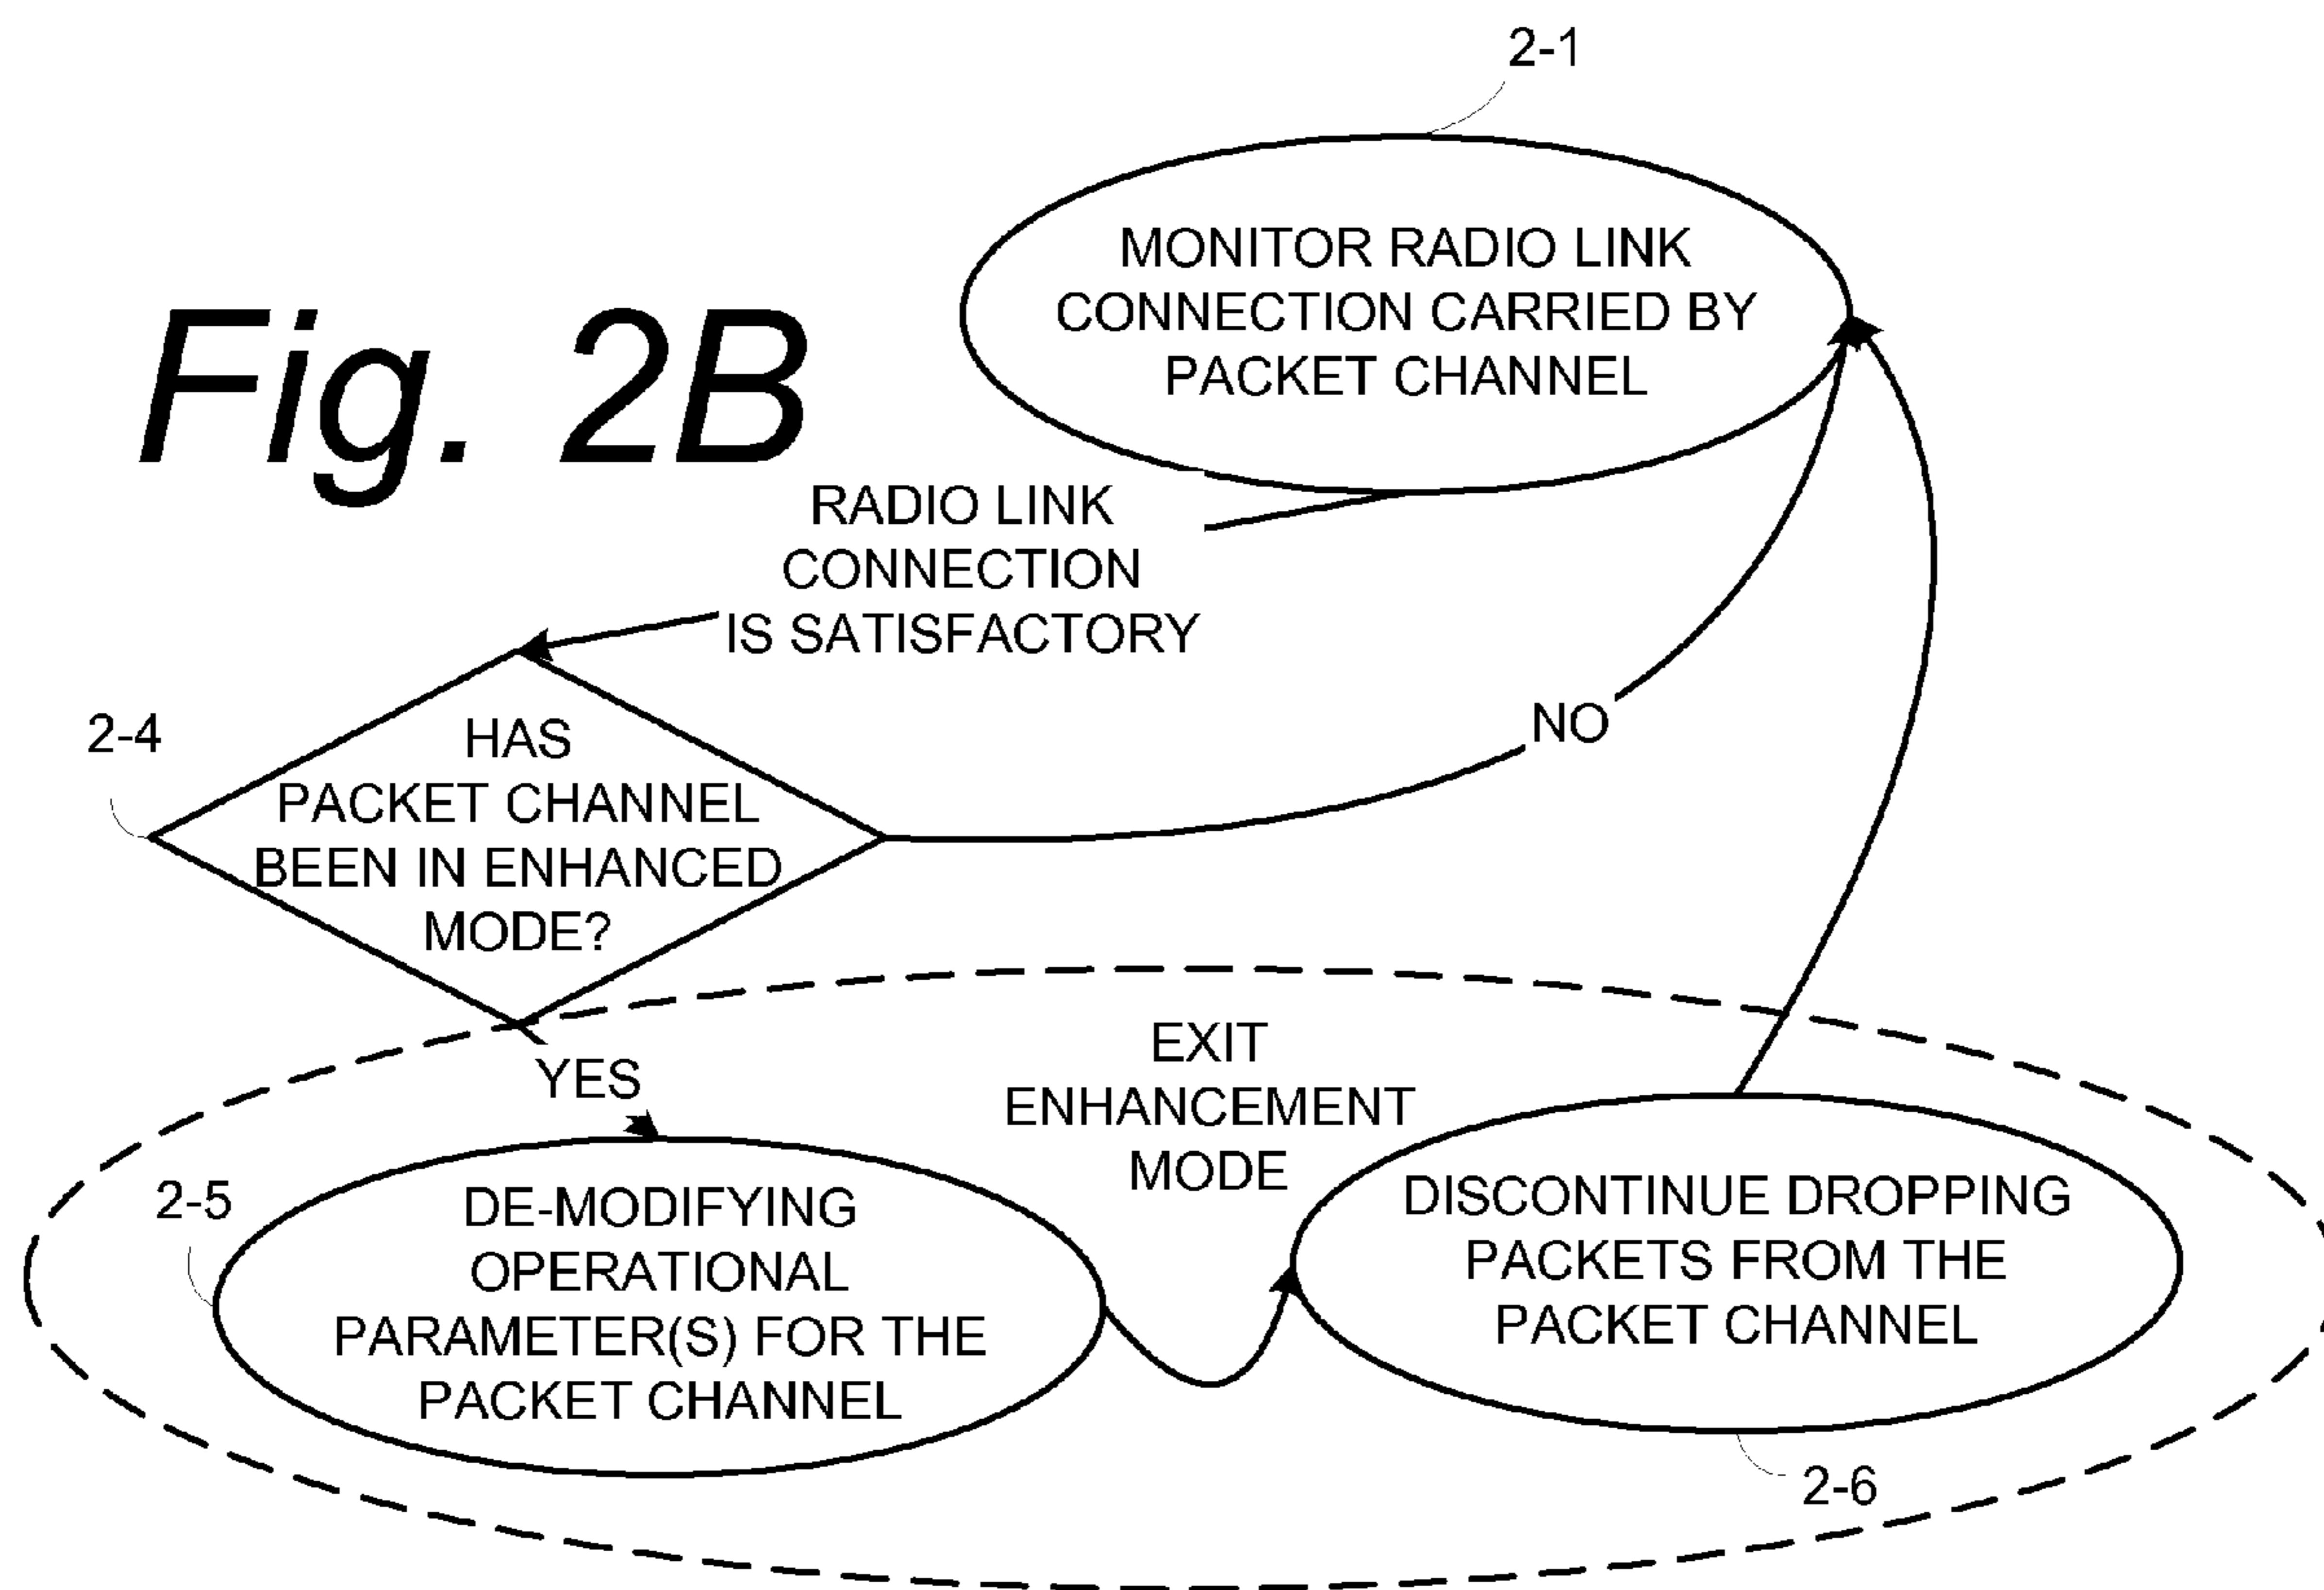 2-1
MONITOR RADIO LINK
CONNECTION CARRIED BY
PACKET CHANNEL
Fig. 2B
RADIO LINK
CONNECTION
IS SATISFACTORY
2-4
HAS
PACKET CHANNEL
BEEN IN ENHANCED
MODE?
NO
YES
EXIT
ENHANCEMENT
MODE
2-5
DE-MODIFYING
OPERATIONAL
PARAMETER(S) FOR THE
PACKET CHANNEL
DISCONTINUE DROPPING
PACKETS FROM THE
PACKET CHANNEL
2-6